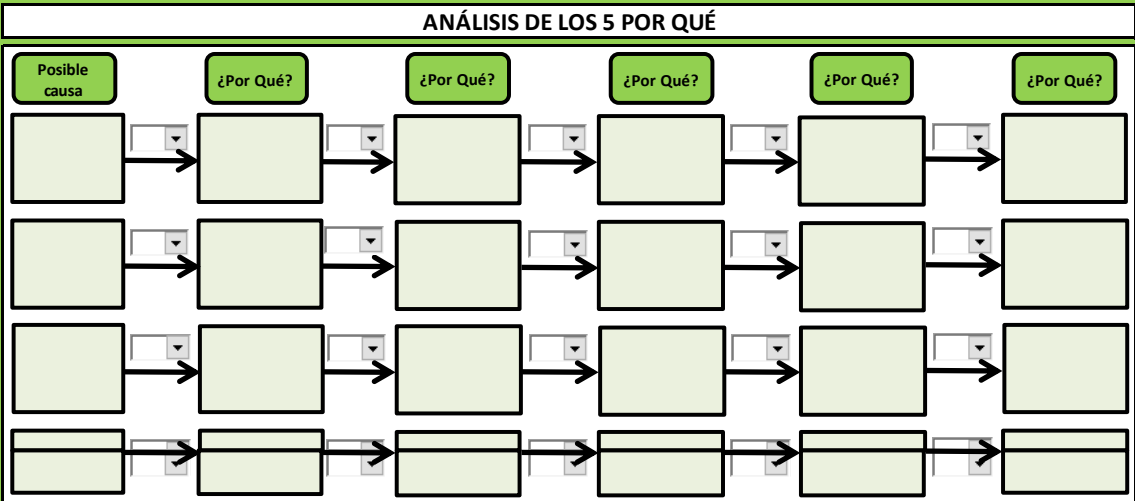 ANÁLISIS DE LOS 5 POR QUÉ
Posible
causa
¿Por Qué?
¿Por Qué?
¿Por Qué?
¿Por Qué?
¿Por Qué?